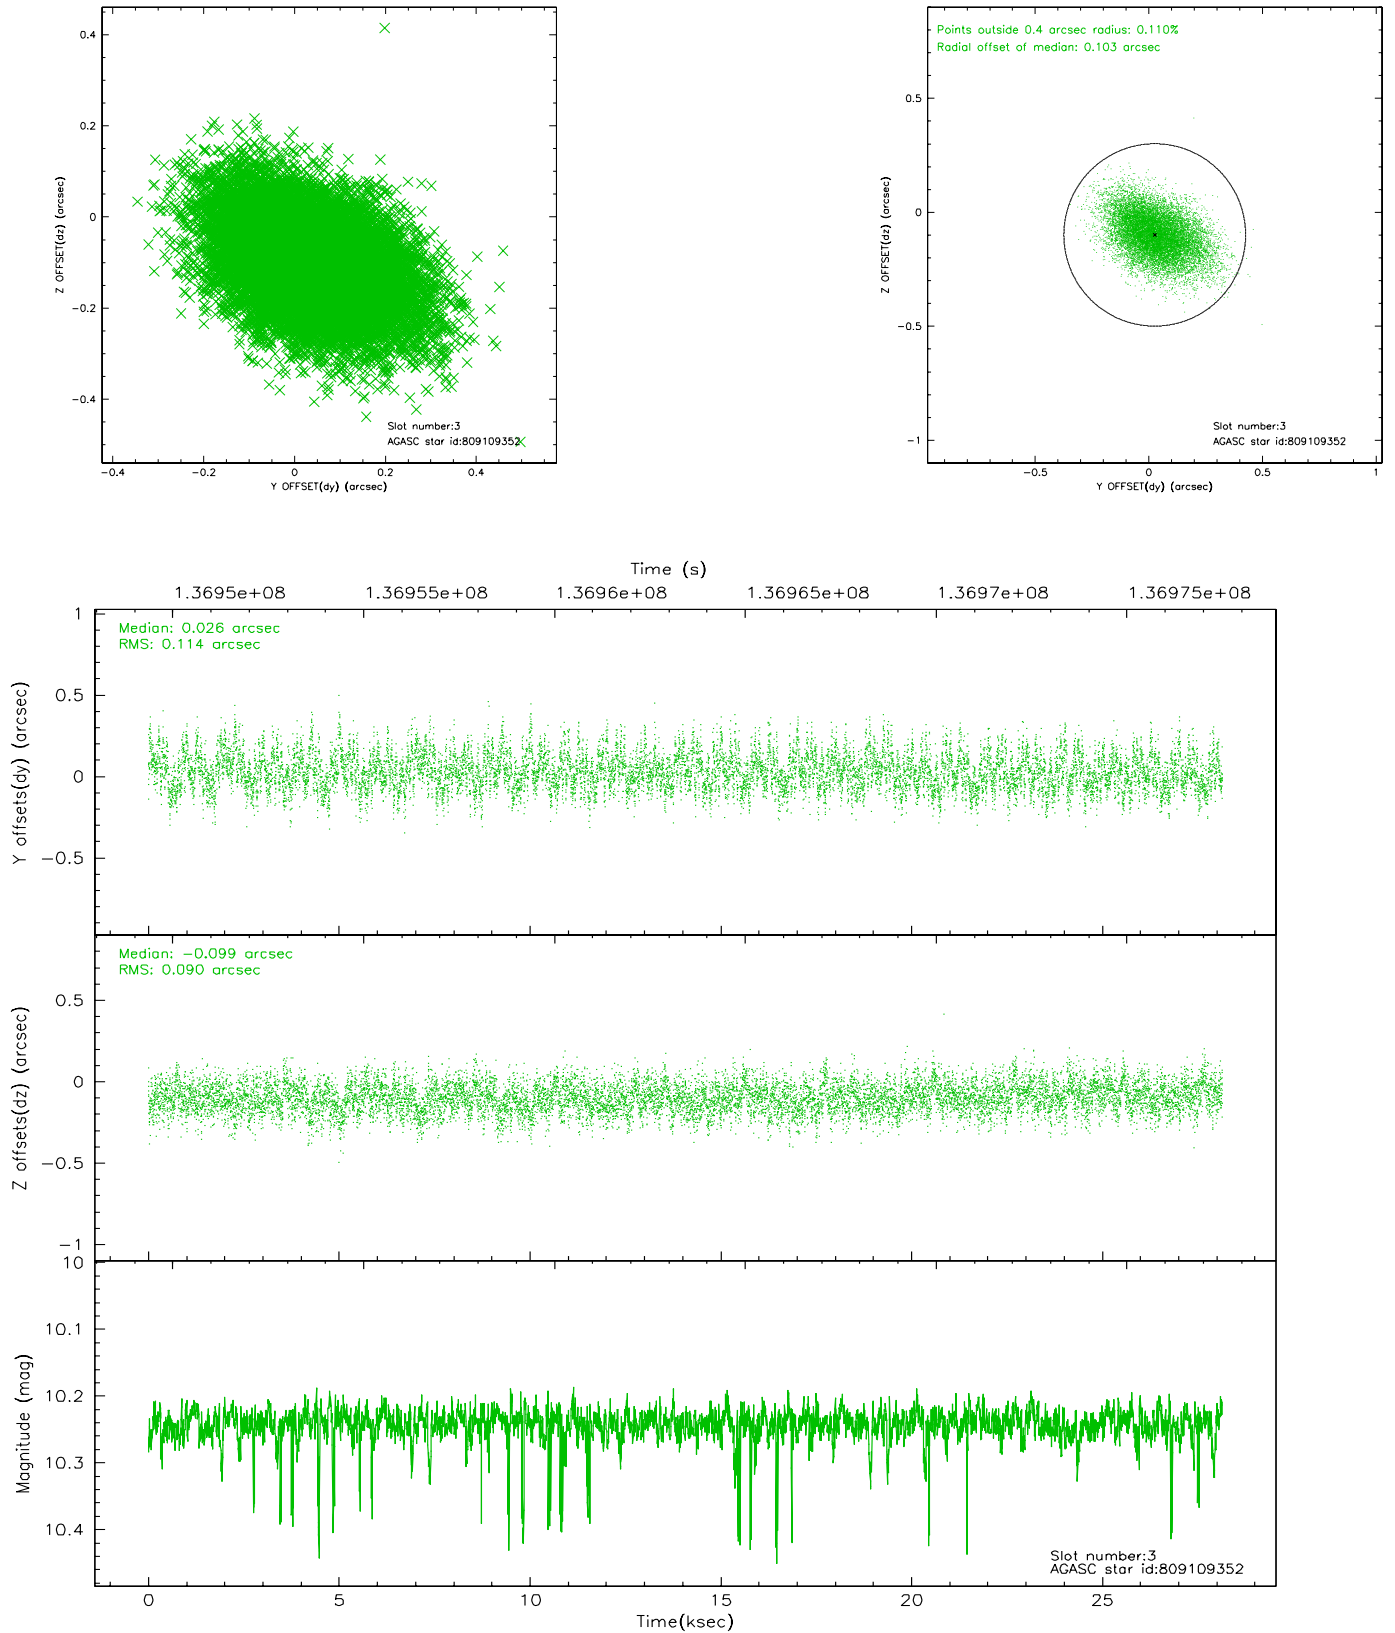 0.4
0.2
0
-0.2
-0.4
Z OFFSET(dz) (arcsec)
Slot number:3
AGASC star id:809109352
-0.4 -0.2 0 0.2 0.4
Y OFFSET(dy) (arcsec)
Points outside 0.4 arcsec radius: 0.110%
Radial offset of median: 0.103 arcsec
0.5
0
-0.5
-1
Z OFFSET(dz) (arcsec)
Slot number:3
AGASC star id:809109352
-0.5 0 0.5 1
Y OFFSET(dy) (arcsec)
Time (s)
1.3695e+08 1.36955e+08 1.3696e+08 1.36965e+08 1.3697e+08 1.36975e+08
Median: 0.026 arcsec
RMS: 0.114 arcsec
1
0.5
0
-0.5
Y offsets(dy) (arcsec)
Median: -0.099 arcsec
RMS: 0.090 arcsec
0.5
0
-0.5
-1
Z offsets(dz) (arcsec)
10
10.1
10.2
10.3
10.4
Magnitude (mag)
Slot number:3
AGASC star id:809109352
0 5 10 15 20 25
Time(ksec)